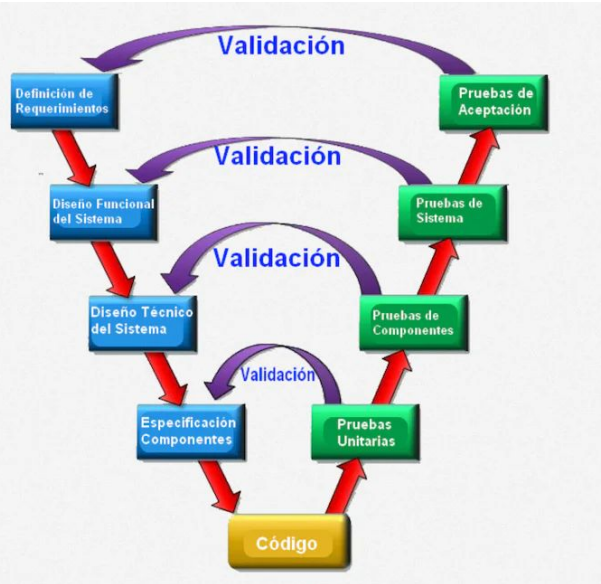 Validación
Definición de
Requerimientos
Pruebas de
Aceptación
Validación
Diseño Funcional
del Sistema
Pruebas de
Sistema
Validación
Diseño Técnico
del Sistema
Pruebas de
Componentes
Validación
Especificación
Componentes
Pruebas
Unitarias
Código